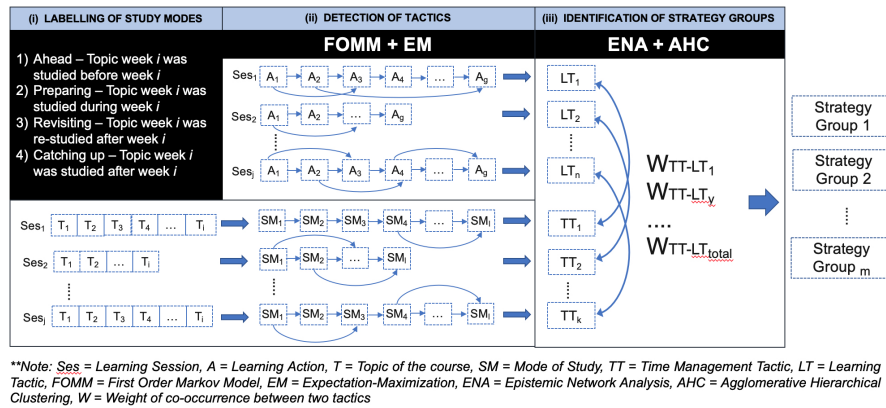 (i) LABELLING OF STUDY MODES
(ii) DETECTION OF TACTICS
(iii) IDENTIFICATION OF STRATEGY GROUPS
1) Ahead – Topic week i was
studied before week i
2) Preparing – Topic week i was
studied during week i
3) Revisiting – Topic week i was
re-studied after week i
4) Catching up – Topic week i
was studied after week i
FOMM + EM
Ses1 A1 A2 A3 A4 ... Ag
Ses2 A1 A2 ... Ag
Sesj A1 A2 A3 A4 ... Ag
Ses1 T1 T2 T3 T4 ... Ti
Ses2 T1 T2 ... Ti
Sesj T1 T2 T3 T4 ... Ti
SM1 SM2 SM3 SM4 ... SMi
SM1 SM2 ... SMi
SM1 SM2 SM3 SM4 ... SMi
ENA + AHC
LT1
LT2
LTn
TT1
TT2
TTk
WTT-LT1
WTT-LTy
....
WTT-LTtotal
Strategy
Group 1
Strategy
Group 2
Strategy
Group m
**Note: Ses = Learning Session, A = Learning Action, T = Topic of the course, SM = Mode of Study, TT = Time Management Tactic, LT = Learning
Tactic, FOMM = First Order Markov Model, EM = Expectation-Maximization, ENA = Epistemic Network Analysis, AHC = Agglomerative Hierarchical
Clustering, W = Weight of co-occurrence between two tactics